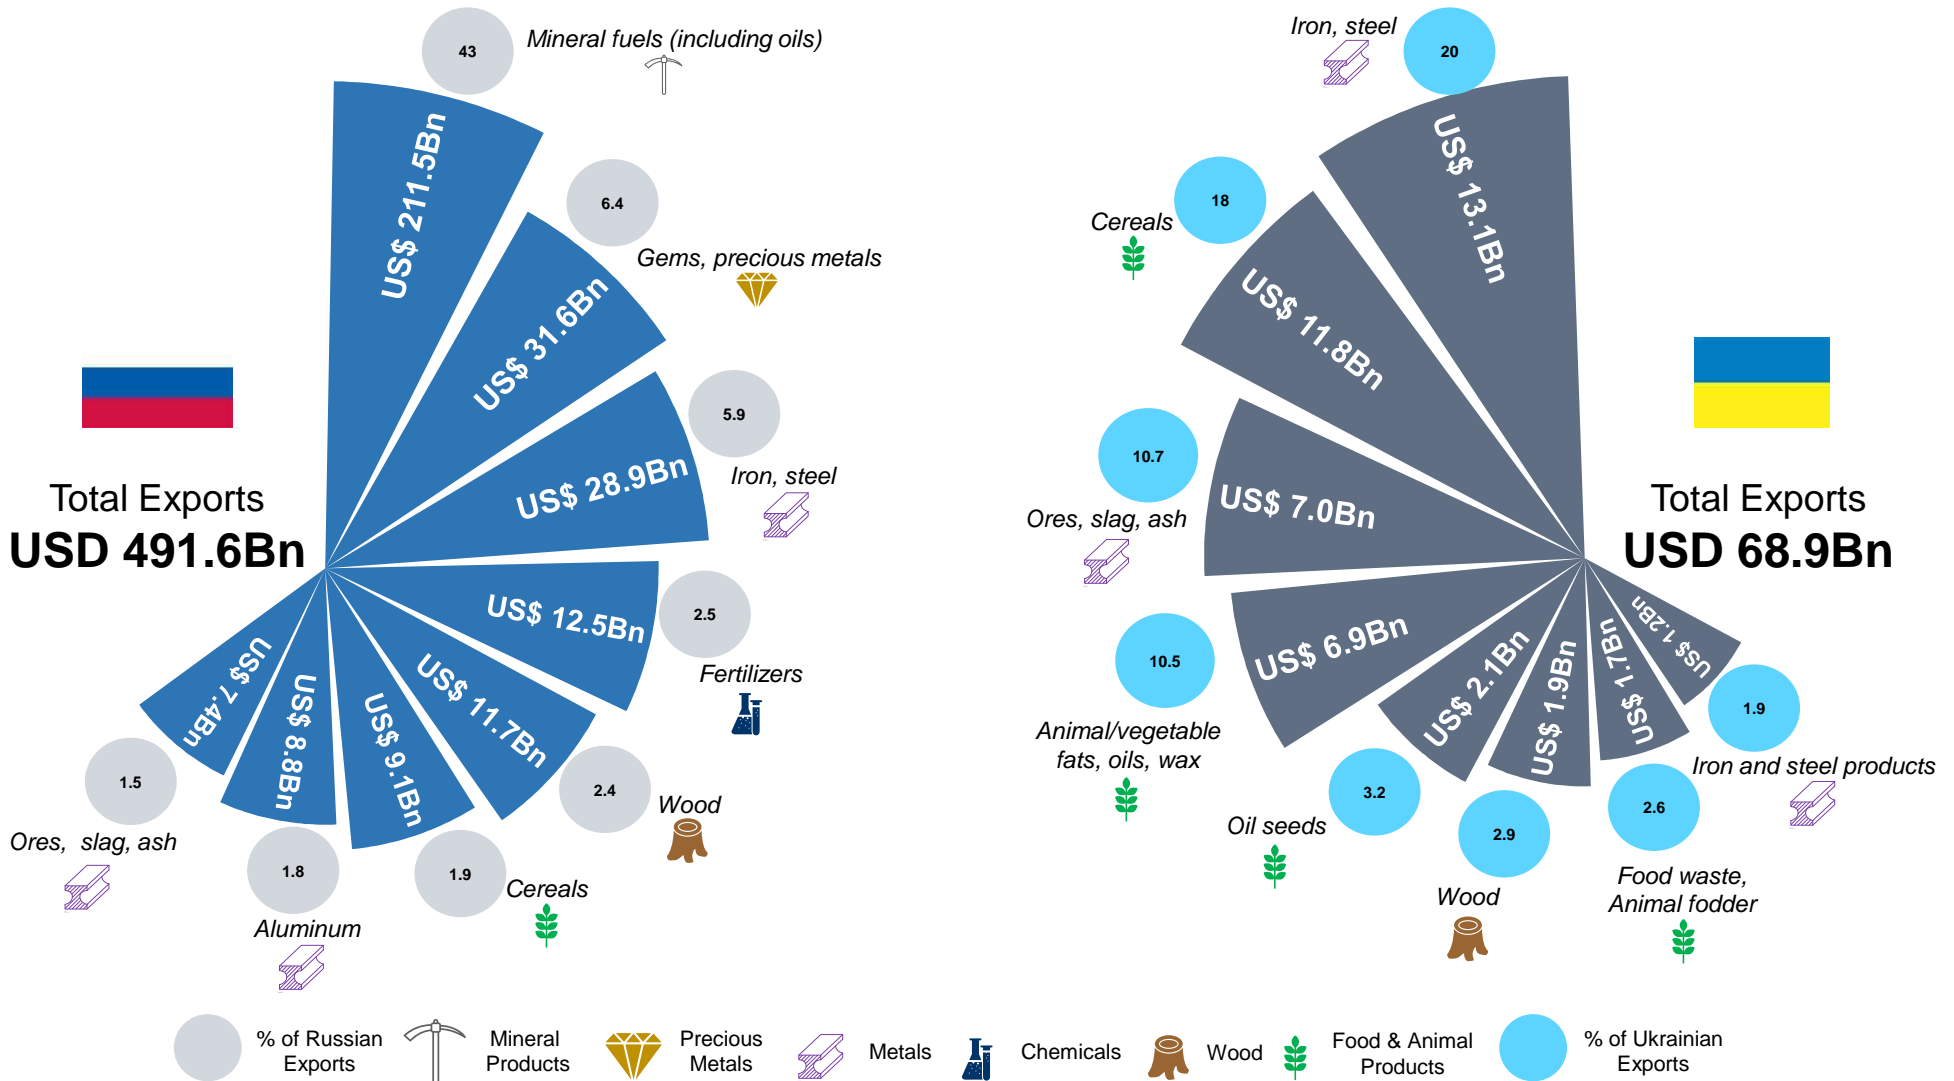 43
Mineral fuels (including oils)
US$ 211.5Bn
6.4
Gems, precious metals
US$ 31.6Bn
5.9
Iron, steel
US$ 28.9Bn
Total Exports
USD 491.6Bn
US$ 12.5Bn
2.5
Fertilizers
US$ 11.7Bn
2.4
Wood
US$ 9.1Bn
1.9
Cereals
US$ 8.8Bn
1.8
Aluminum
US$ 7.4Bn
1.5
Ores, slag, ash
Iron, steel
20
US$ 13.1Bn
18
Cereals
US$ 11.8Bn
10.7
Ores, slag, ash
US$ 7.0Bn
Total Exports
USD 68.9Bn
10.5
US$ 6.9Bn
Animal/vegetable
fats, oils, wax
US$ 2.1Bn
3.2
Oil seeds
US$ 1.9Bn
2.9
Wood
US$ 1.7Bn
2.6
Food waste,
Animal fodder
US$ 1.2Bn
1.9
Iron and steel products
% of Russian
Exports
Mineral
Products
Precious
Metals
Metals
Chemicals
Wood
Food & Animal
Products
% of Ukrainian
Exports